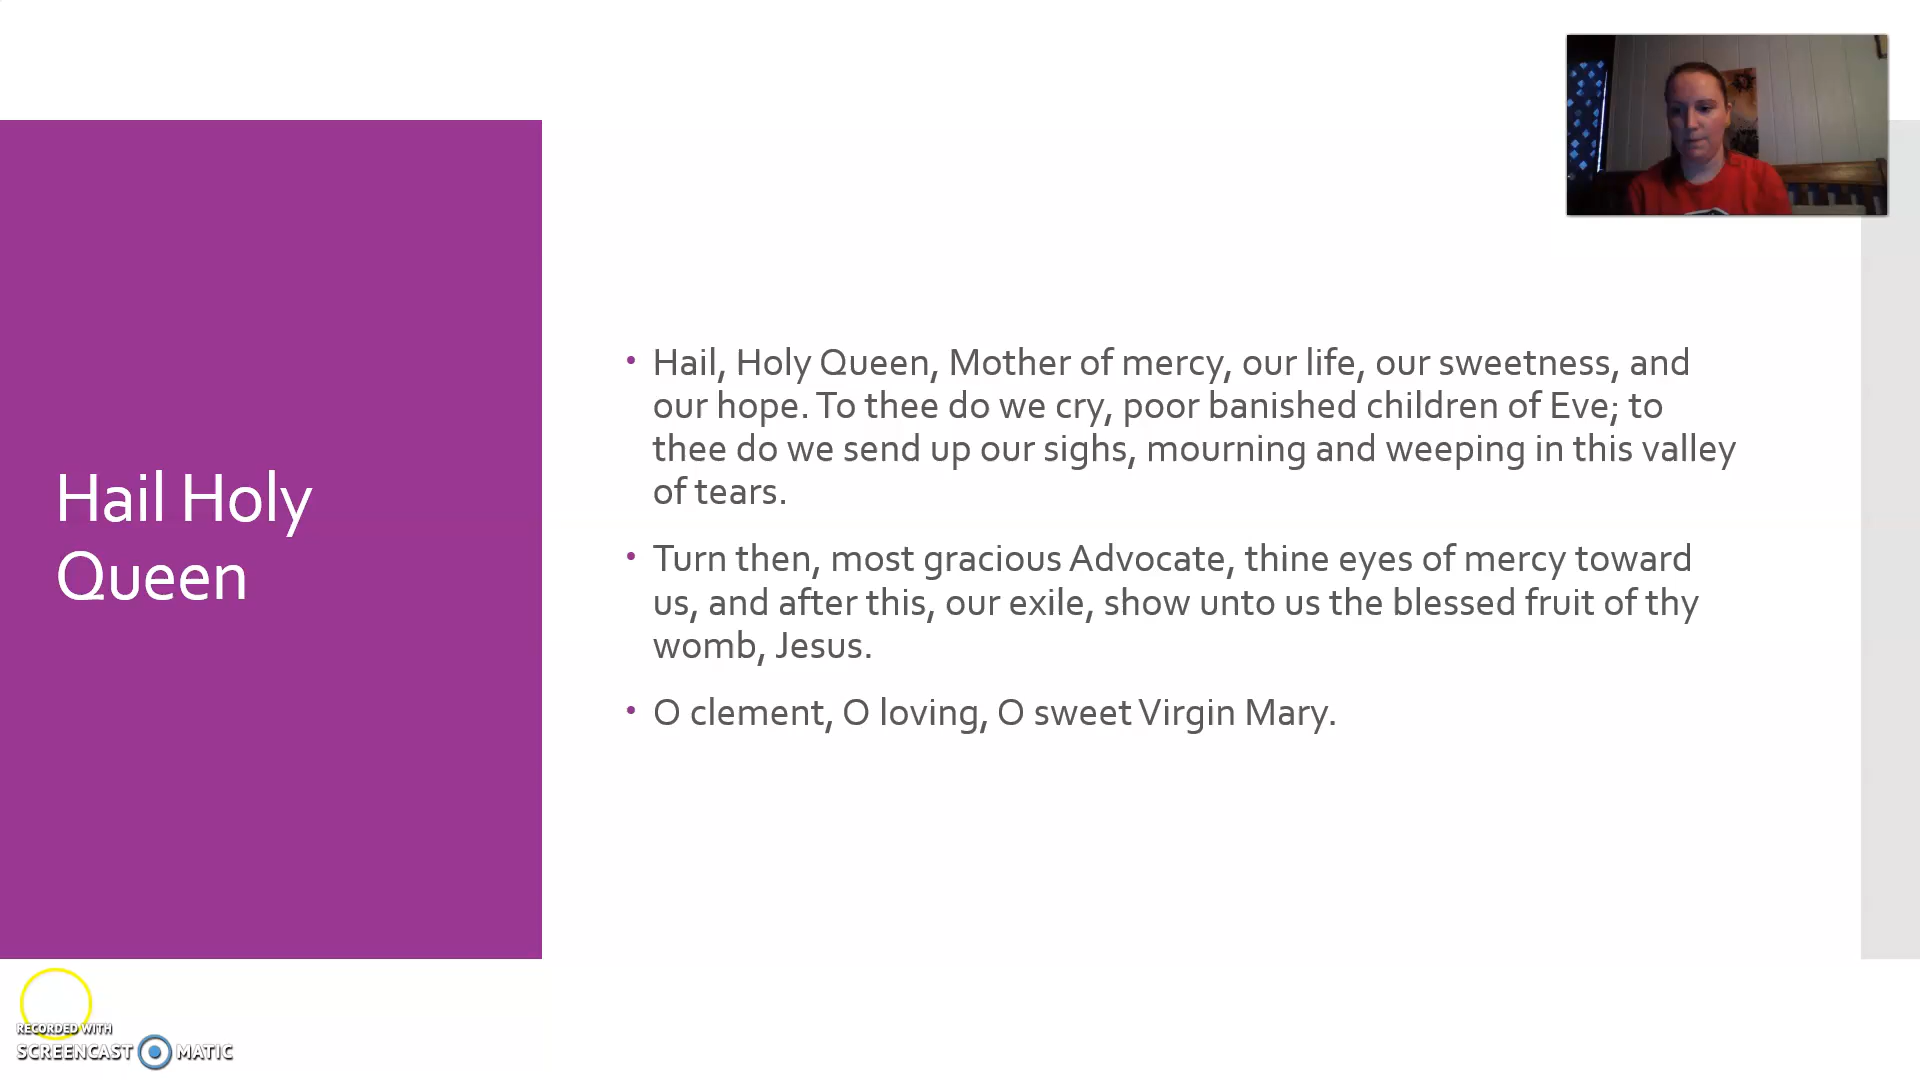 Hail Holy
Queen
• Hail, Holy Queen, Mother of mercy, our life, our sweetness, and
our hope. To thee do we cry, poor banished children of Eve; to
thee do we send up our sighs, mourning and weeping in this valley
of tears.
• Turn then, most gracious Advocate, thine eyes of mercy toward
us, and after this, our exile, show unto us the blessed fruit of thy
womb, Jesus.
• O clement, O loving, O sweet Virgin Mary.
RECORDED WITH
SCREENCAST MATIC